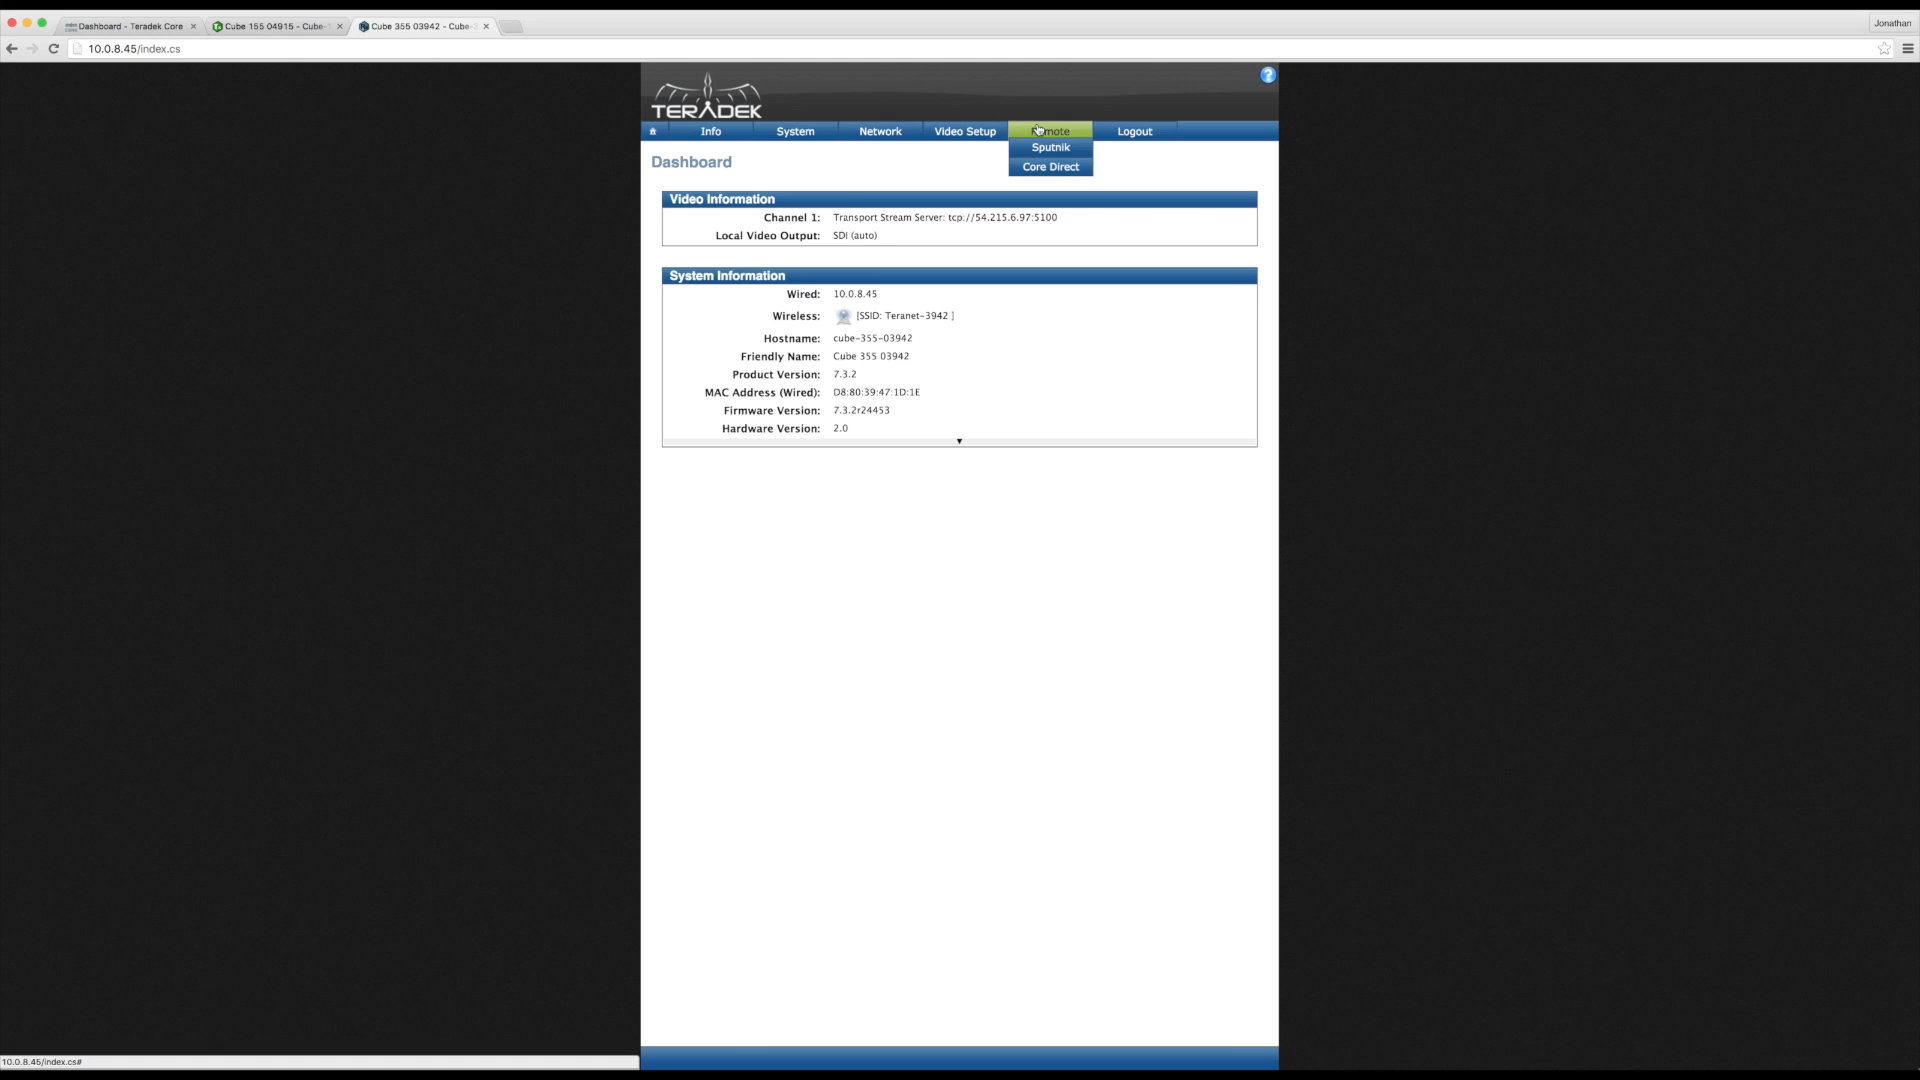 Jonathan
Dashboard - Teradek Core
Cube 155 04915 - Cube-
Cube 355 03942 - Cube-
10.0.8.45/index.cs
TERADEK
Info System Network Video Setup Remote Logout
Sputnik
Core Direct
Dashboard
Video Information
Channel 1: Transport Stream Server: tcp://54.215.6.97:5100
Local Video Output: SDI (auto)
System Information
Wired: 10.0.8.45
Wireless: [SSID: Teranet-3942 ]
Hostname: cube-355-03942
Friendly Name: Cube 355 03942
Product Version: 7.3.2
MAC Address (Wired): D8:80:39:47:1D:1E
Firmware Version: 7.3.2r24453
Hardware Version: 2.0
10.0.8.45/index.cs#